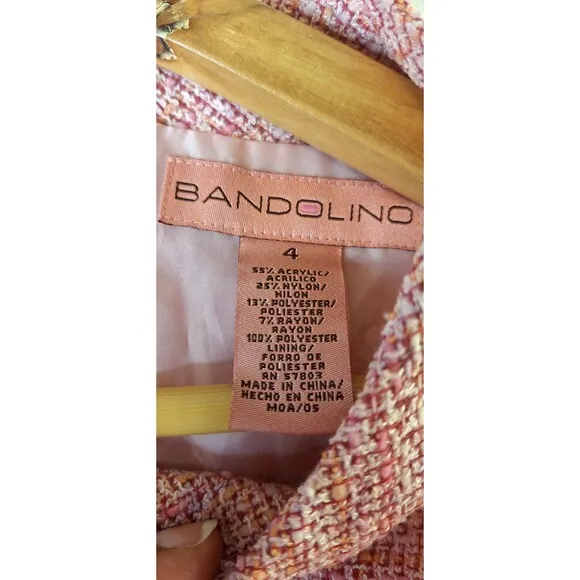 BANDOLINO
4
55% ACRYLIC/
ACRILICO
25% NYLON/
NILON
13% POLYESTER/
POLIESTER
7% RAYON/
RAYON
100% POLYESTER
LINING/
FORRO DE
POLIESTER
RN 57803
MADE IN CHINA/
HECHO EN CHINA
MOA/05